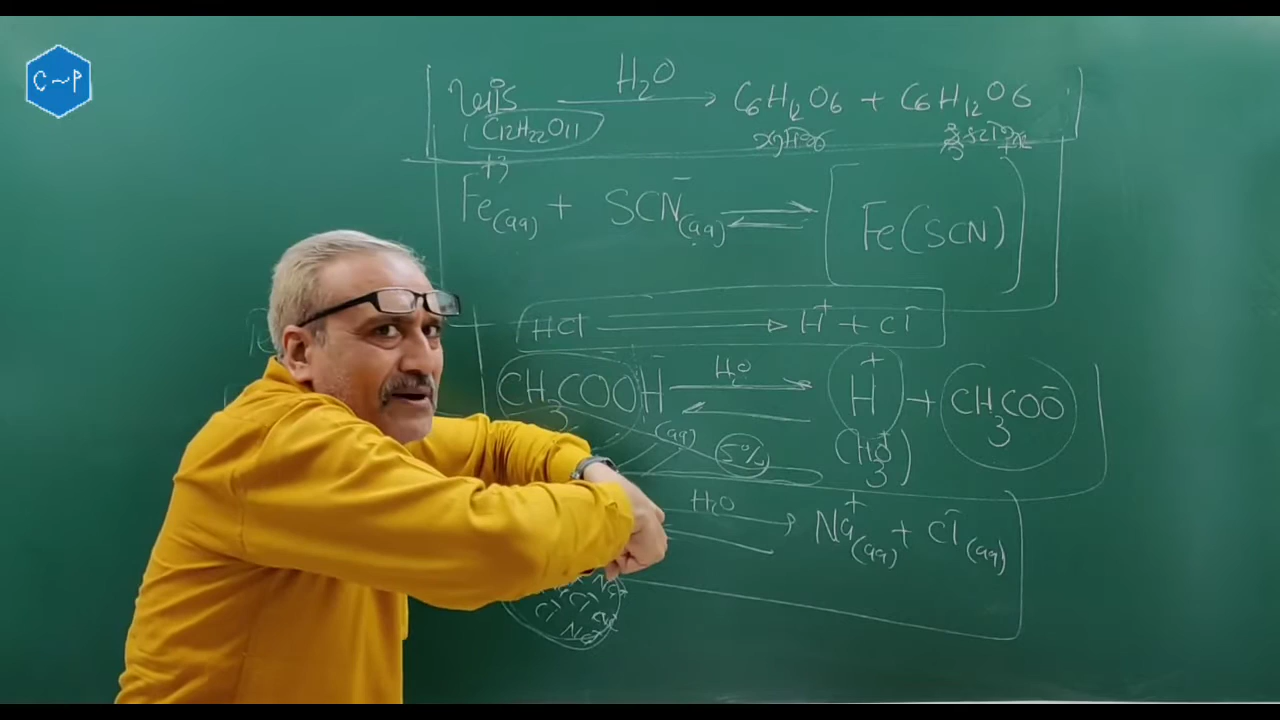 C~P
H₂O
C₆H₁₂O₆ + C₆H₁₂O₆
C₁₂H₂₂O₁₁
Fe⁺³(aq) + SCN⁻(aq) ⇌ [Fe(SCN)]
HCl ⟶ H⁺ + Cl⁻
CH₃COOH(aq) ⇌ H₂O H⁺ + CH₃COO⁻
5% (H₃O⁺)
H₂O Na⁺(aq) + Cl⁻(aq)